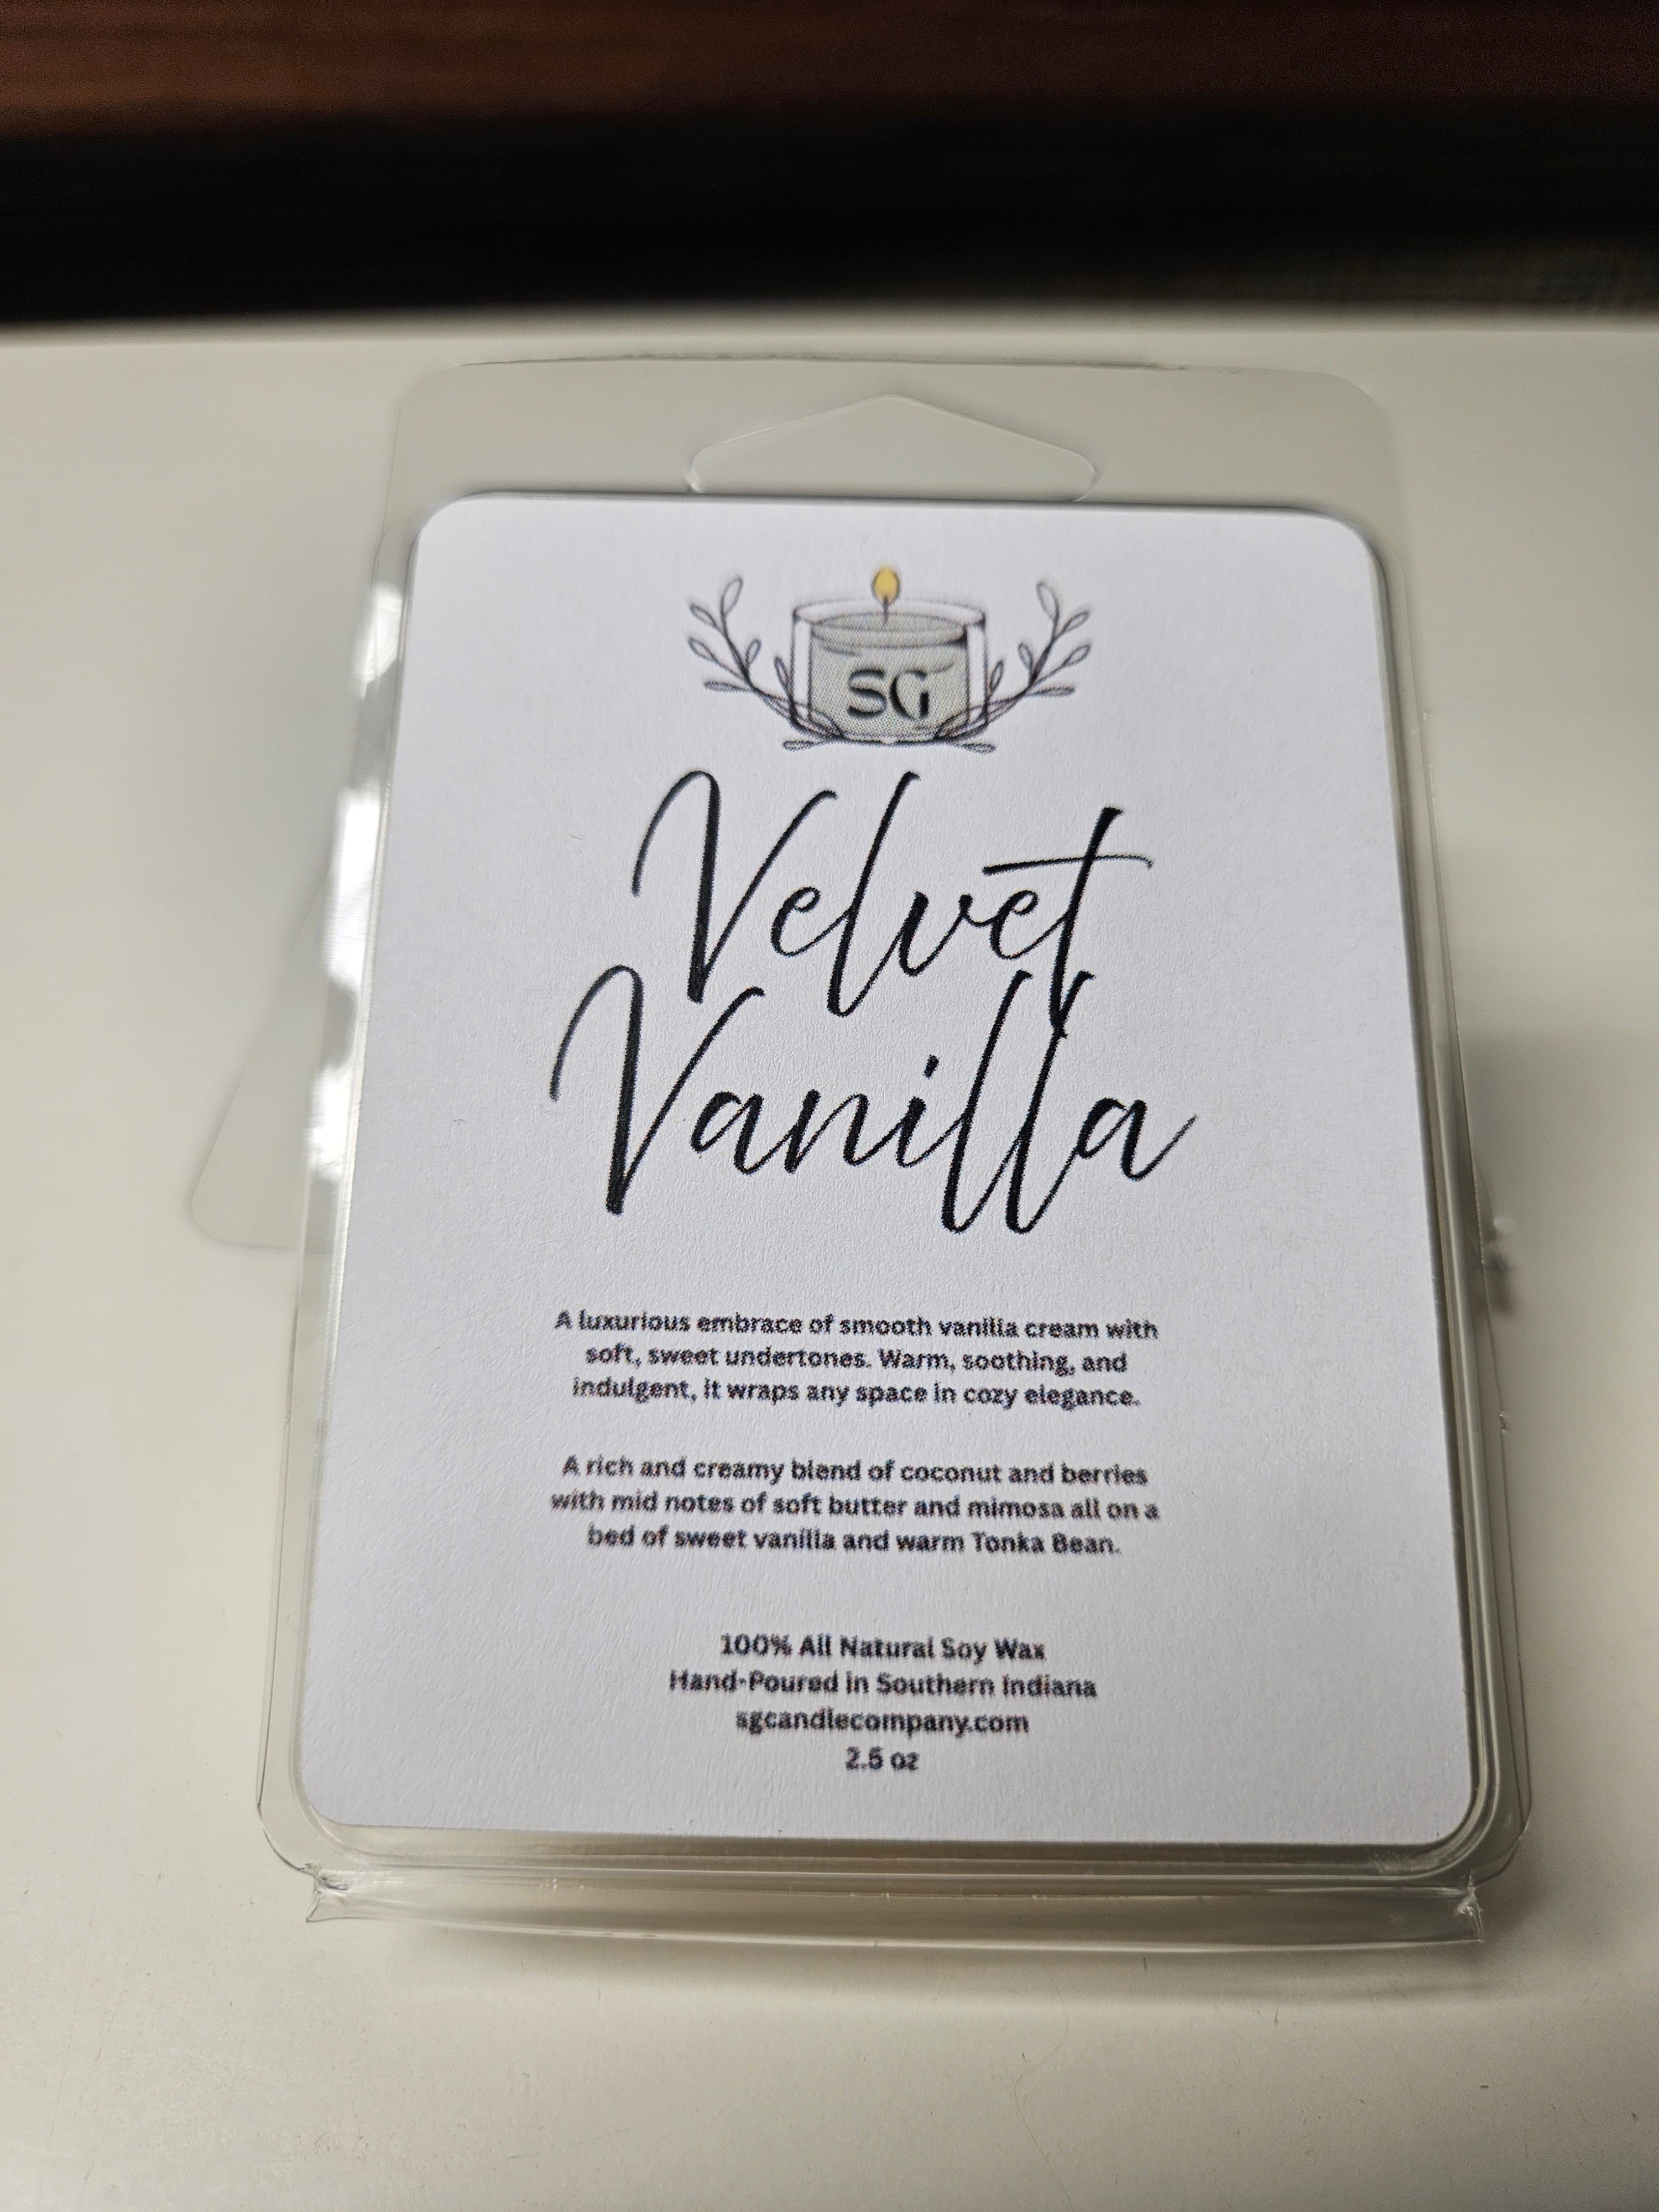 SG
Velvet
Vanilla
A luxurious embrace of smooth vanilla cream with
soft, sweet undertones. Warm, soothing, and
indulgent, it wraps any space in cozy elegance.
A rich and creamy blend of coconut and berries
with mid notes of soft butter and mimosa all on a
bed of sweet vanilla and warm Tonka Bean.
100% All Natural Soy Wax
Hand-Poured in Southern Indiana
sgcandlecompany.com
2.5 oz